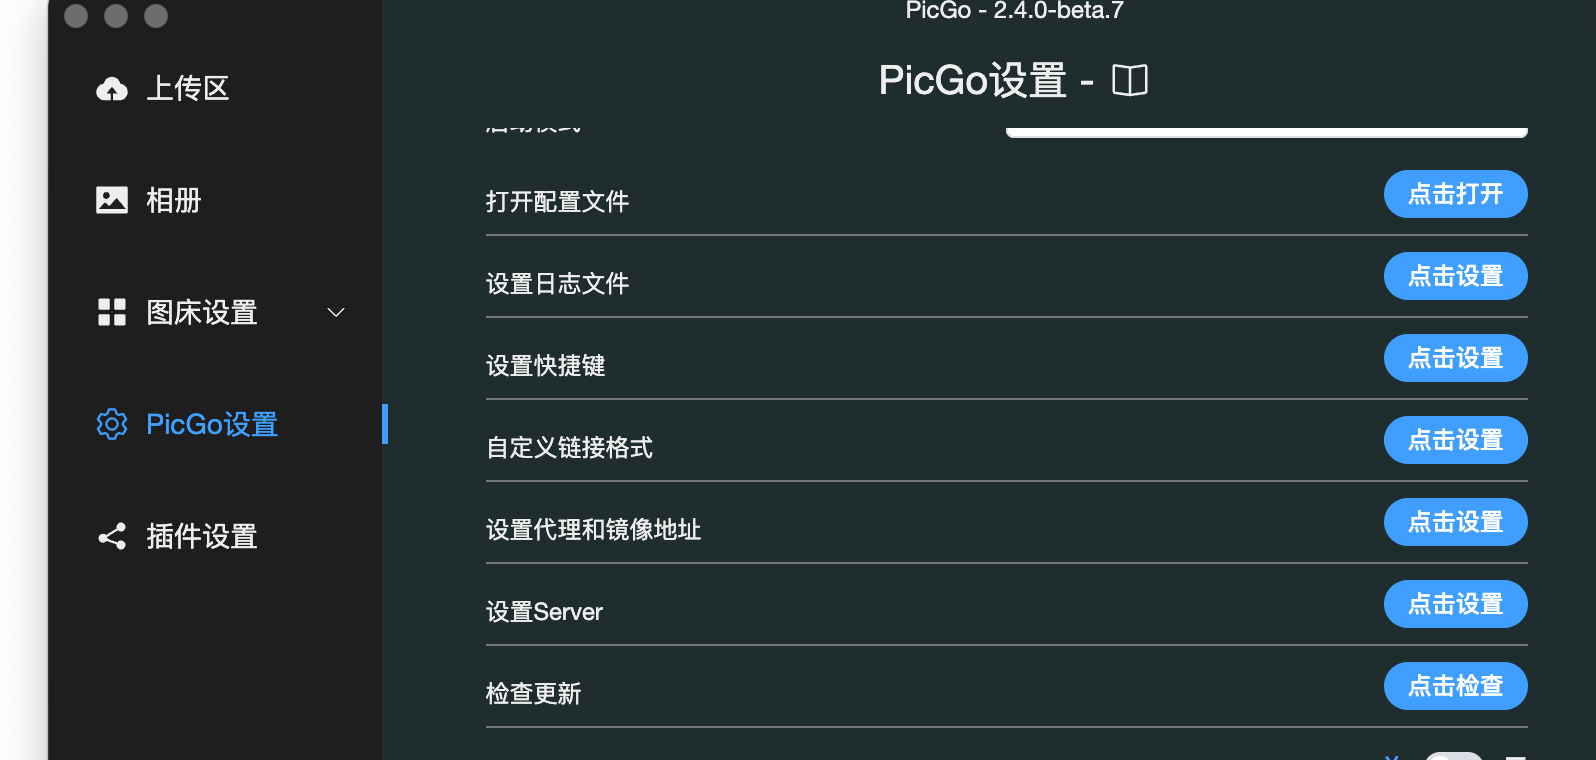 PicGo - 2.4.0-beta.7
上传区
相册
图床设置
PicGo设置
插件设置
PicGo设置 -
打开配置文件
点击打开
设置日志文件
点击设置
设置快捷键
点击设置
自定义链接格式
点击设置
设置代理和镜像地址
点击设置
设置Server
点击设置
检查更新
点击检查